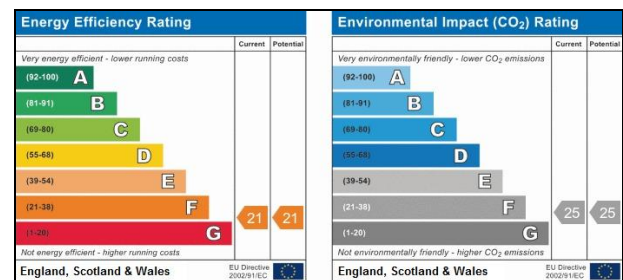 Energy Efficiency Rating
Current Potential
Very energy efficient - lower running costs
(92-100) A
(81-91) B
(69-80) C
(55-68) D
(39-54) E
(21-38) F
21 21
(1-20) G
Not energy efficient - higher running costs
England, Scotland & Wales
EU Directive
2002/91/EC
Environmental Impact (CO₂) Rating
Current Potential
Very environmentally friendly - lower CO₂ emissions
(92-100) A
(81-91) B
(69-80) C
(55-68) D
(39-54) E
(21-38) F
25 25
(1-20) G
Not environmentally friendly - higher CO₂ emissions
England, Scotland & Wales
EU Directive
2002/91/EC